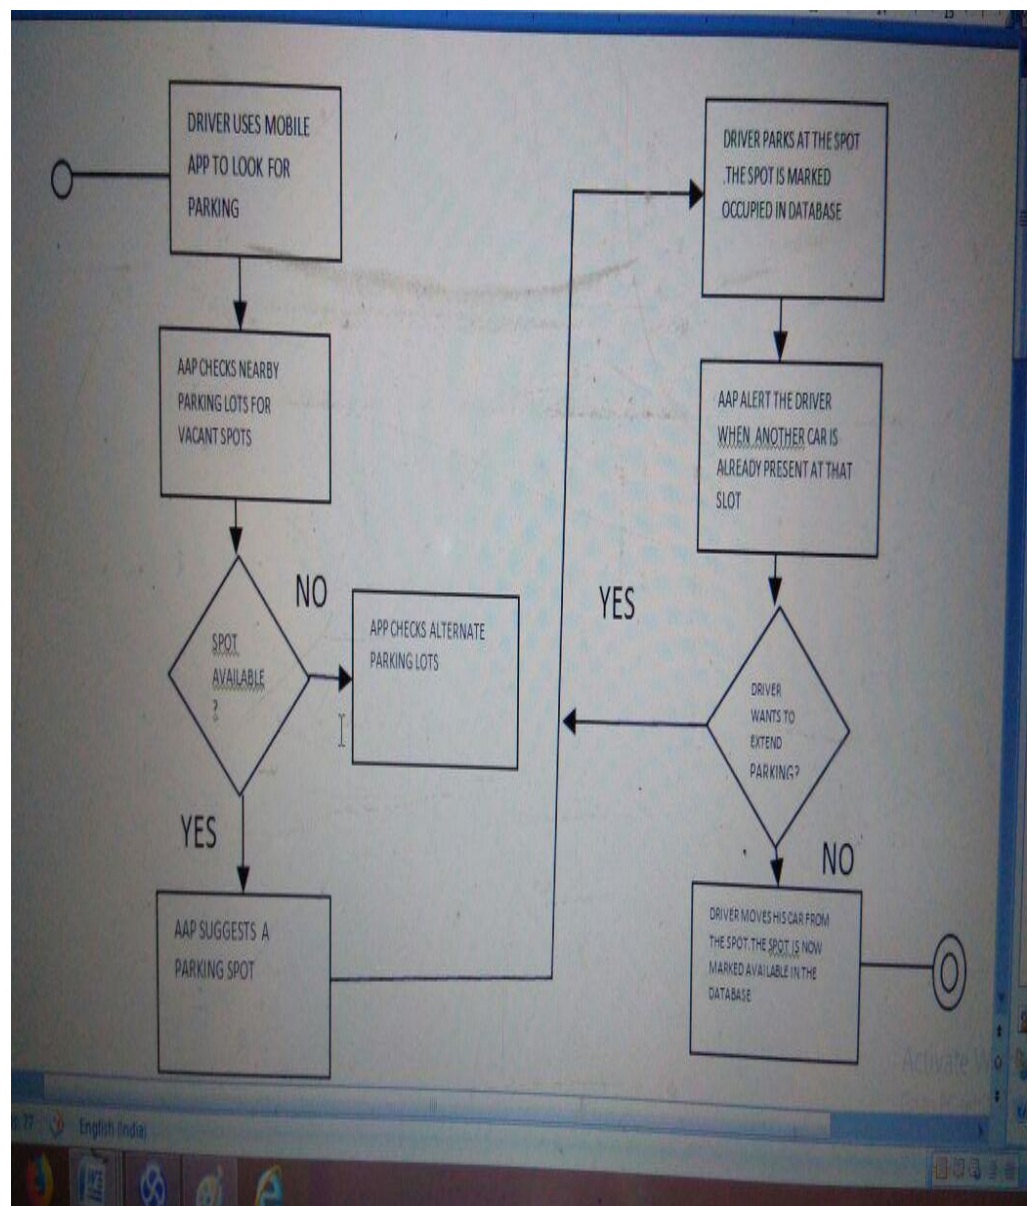 DRIVER USES MOBILE
APP TO LOOK FOR
PARKING
AAP CHECKS NEARBY
PARKING LOTS FOR
VACANT SPOTS
SPOT
AVAILABLE
?
NO
APP CHECKS ALTERNATE
PARKING LOTS
YES
AAP SUGGESTS A
PARKING SPOT
DRIVER PARKS AT THE SPOT
.THE SPOT IS MARKED
OCCUPIED IN DATABASE
AAP ALERT THE DRIVER
WHEN ANOTHER CAR IS
ALREADY PRESENT AT THAT
SLOT
YES
DRIVER
WANTS TO
EXTEND
PARKING?
NO
DRIVER MOVES HIS CAR FROM
THE SPOT.THE SPOT IS NOW
MARKED AVAILABLE IN THE
DATABASE
Activate
English (India)